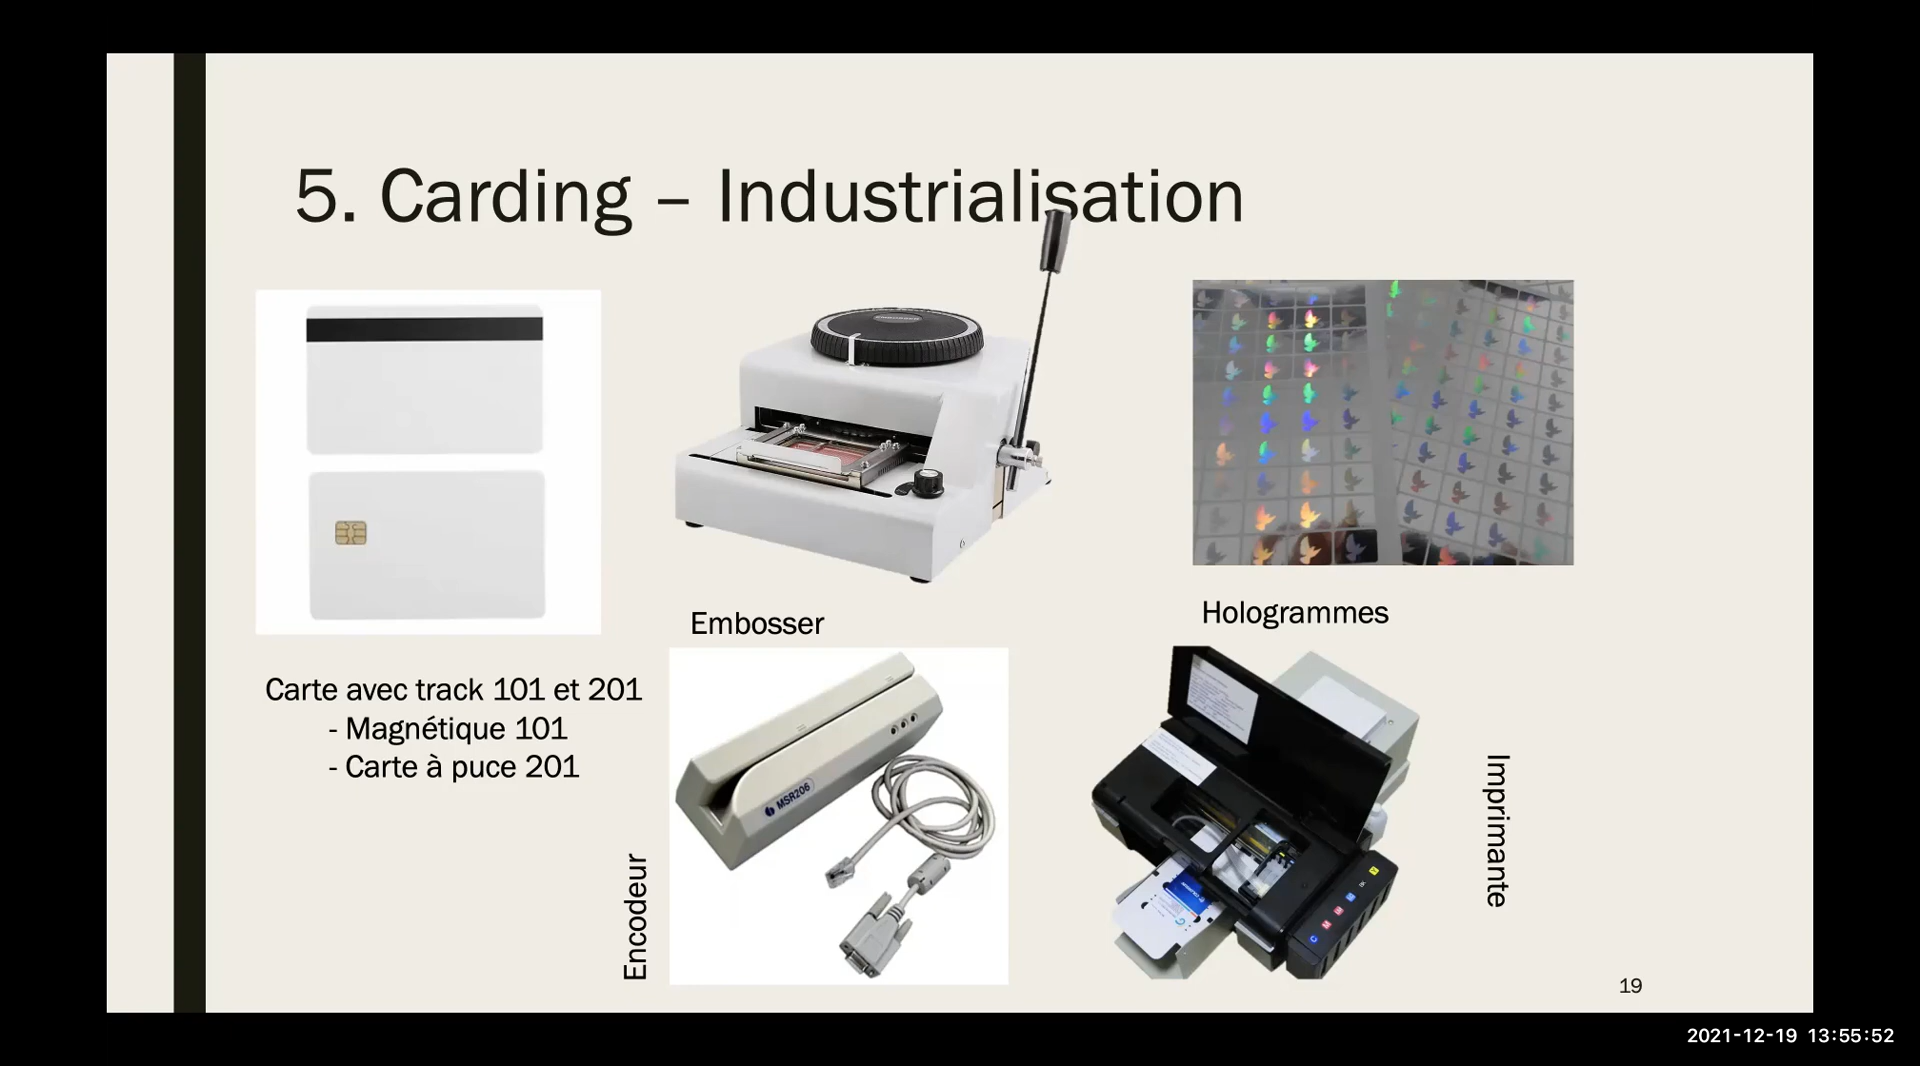 5. Carding – Industrialisation
Embosser
Hologrammes
Carte avec track 101 et 201
- Magnétique 101
- Carte à puce 201
MSR206
Encodeur
Imprimante
19
2021-12-19 13:55:52